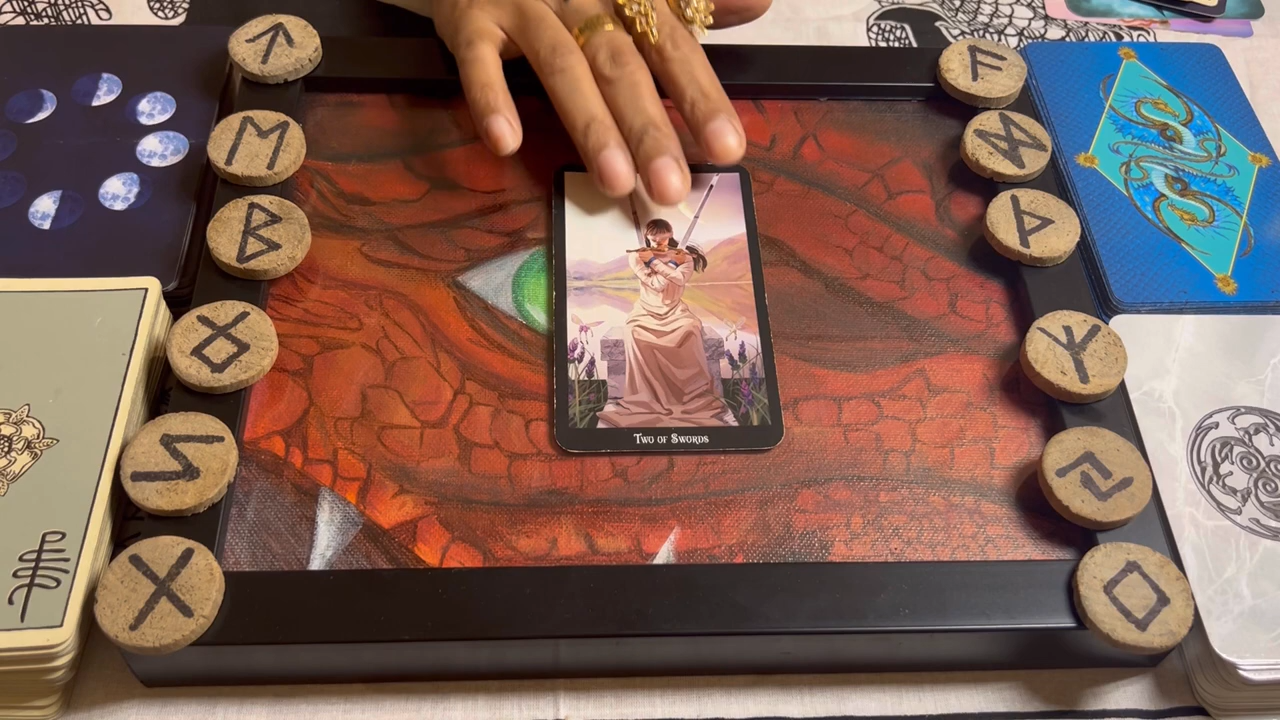 ᛏ
ᛖ
ᛒ
ᛟ
ᛊ
ᚷ
Two of Swords
ᚨ
ᛞ
ᚦ
ᛉ
ᛃ
ᛜ